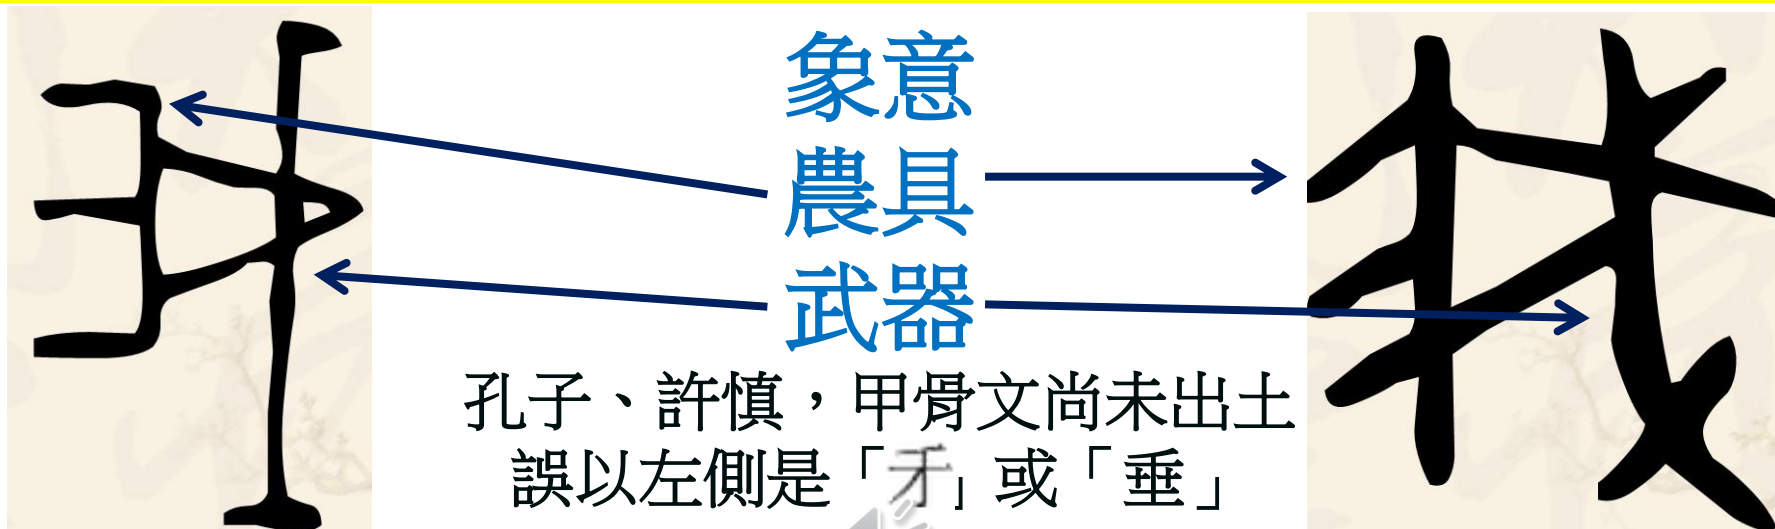 象意
農具
武器
孔子、許慎，甲骨文尚未出土
誤以左側是「𠂹」或「垂」